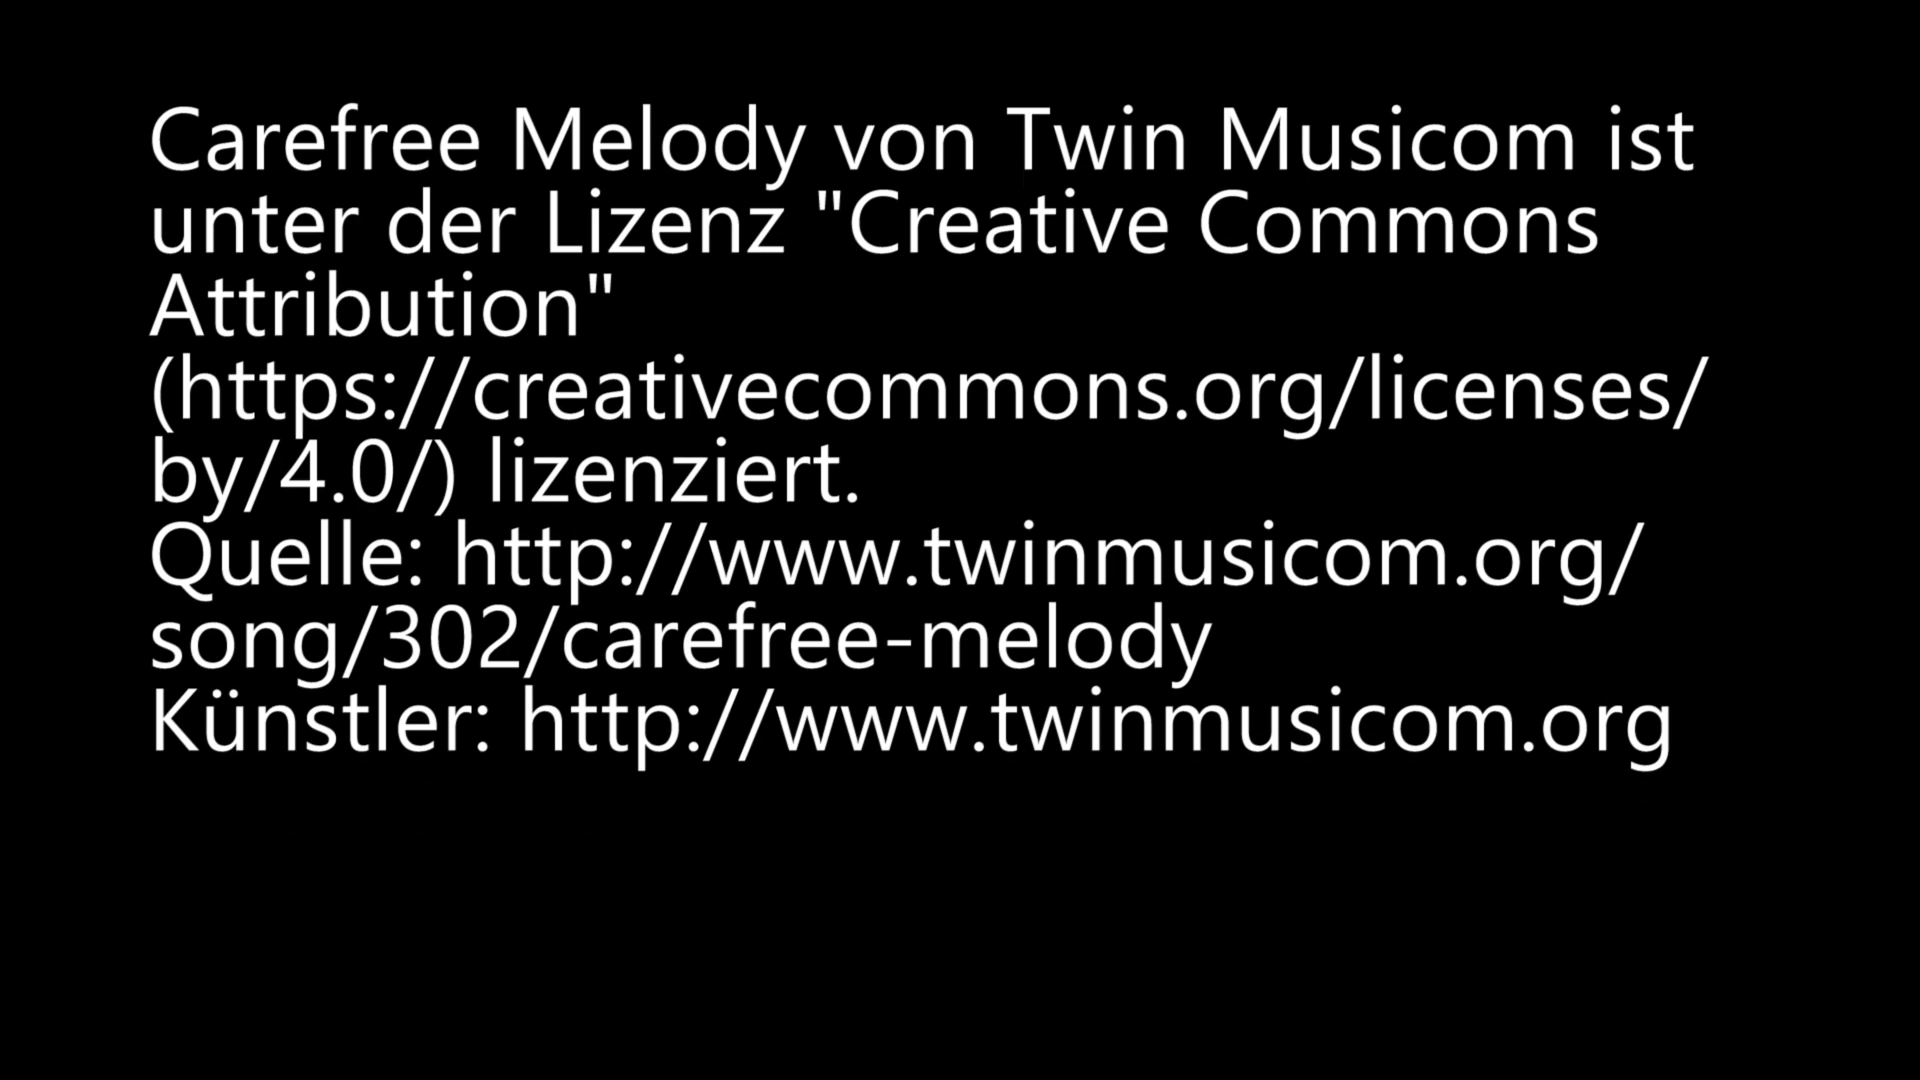 Carefree Melody von Twin Musicom ist
unter der Lizenz "Creative Commons
Attribution"
(https://creativecommons.org/licenses/
by/4.0/) lizenziert.
Quelle: http://www.twinmusicom.org/
song/302/carefree-melody
Künstler: http://www.twinmusicom.org